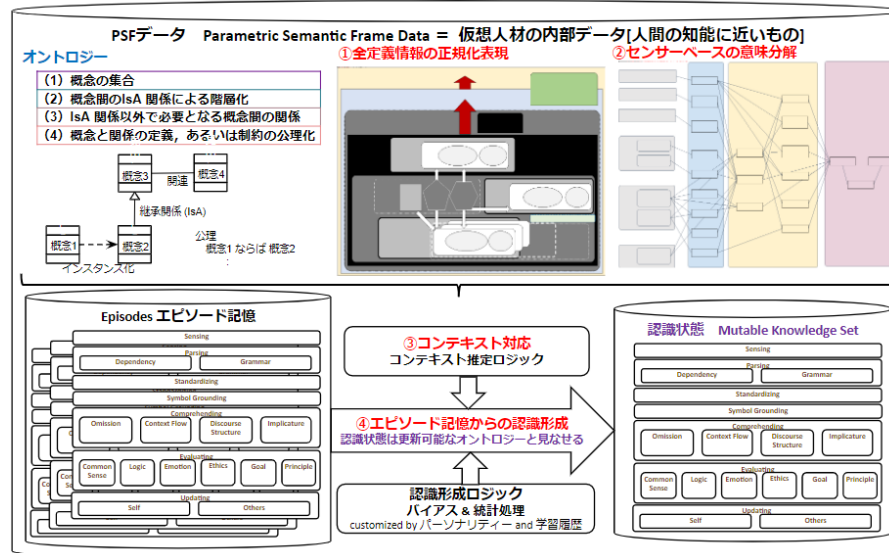 PSFデータ Parametric Semantic Frame Data = 仮想人材の内部データ[人間の知能に近いもの]
オントロジー
(1)概念の集合
(2)概念間のIsA 関係による階層化
(3)IsA 関係以外で必要となる概念間の関係
(4)概念と関係の定義，あるいは制約の公理化
概念3
概念4
関連
継承関係 (IsA)
概念1
概念2
インスタンス化
公理
概念1 ならば 概念2
:
①全定義情報の正規化表現
②センサーベースの意味分解
Episodes エピソード記憶
Sensing
Parsing
Dependency
Grammar
Standardizing
Symbol Grounding
Comprehending
Omission
Context Flow
Discourse
Structure
Implicature
Evaluating
Common
Sense
Logic
Emotion
Ethics
Goal
Principle
Updating
Self
Others
③コンテキスト対応
コンテキスト推定ロジック
④エピソード記憶からの認識形成
認識状態は更新可能なオントロジーと見なせる
認識形成ロジック
バイアス & 統計処理
customized by パーソナリティー and 学習履歴
認識状態 Mutable Knowledge Set
Sensing
Parsing
Dependency
Grammar
Standardizing
Symbol Grounding
Comprehending
Omission
Context Flow
Discourse
Structure
Implicature
Evaluating
Common
Sense
Logic
Emotion
Ethics
Goal
Principle
Updating
Self
Others